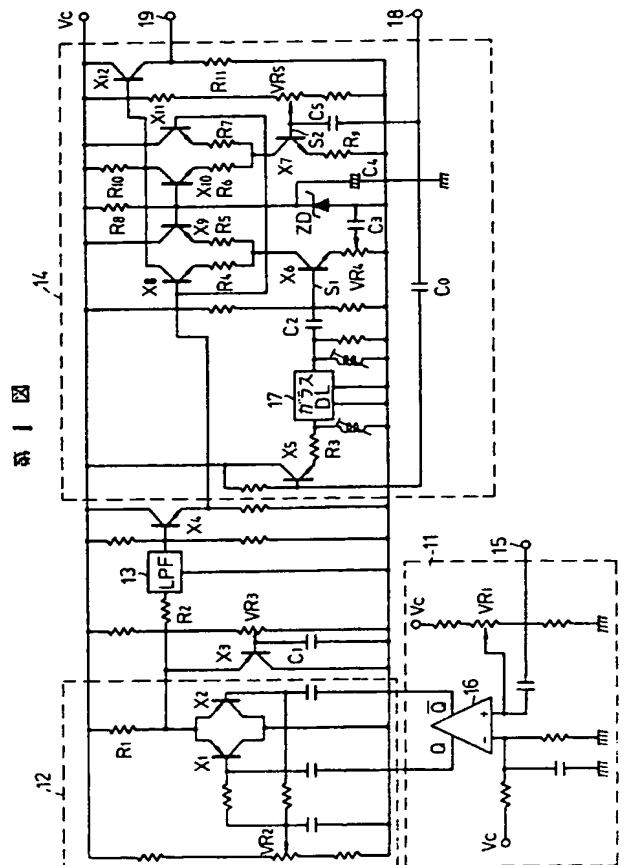 第1図
14
Vc
19
18
X12
R11
VR5
X11
R7
C5
S2
X7
R9
R10
X10
R6
R8
ZD
C4
X9
R5
C3
X8
R4
X6
VR4
S1
C2
C0
17
ガラス
DL
X5
R3
X4
13
LPF
R2
VR3
X3
C1
12
R1
X2
X1
VR2
11
15
Vc
VR1
16
Q
Q̅
+
-
Vc